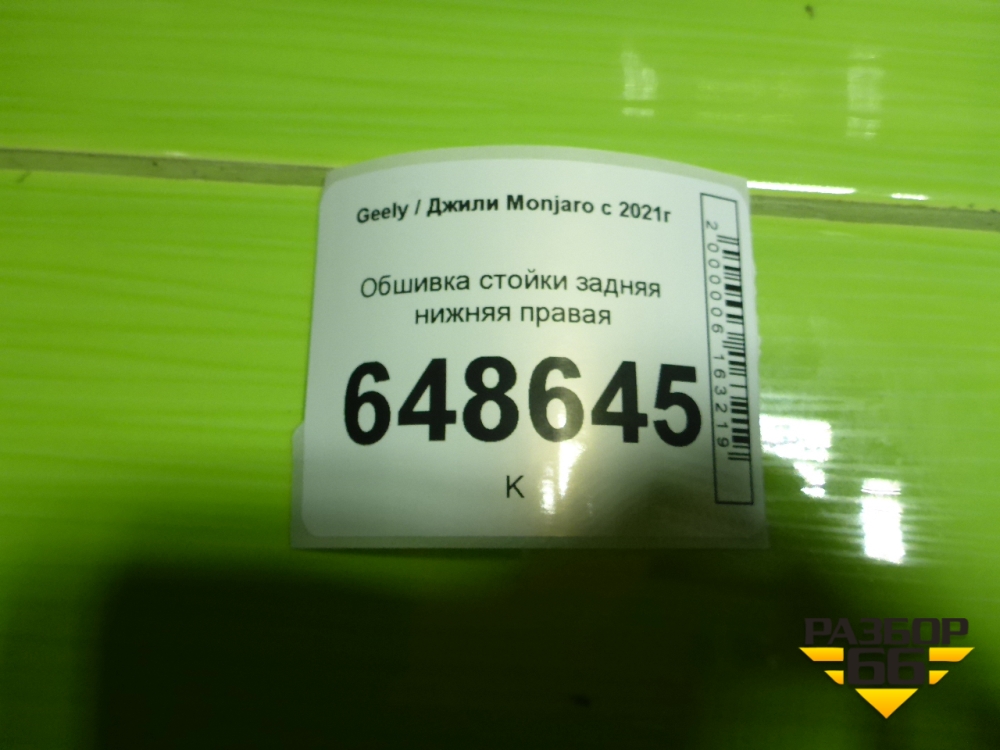 Geely / Джили Monjaro с 2021г
Обшивка стойки задняя
нижняя правая
648645
К
2000006163219
РАЗБОР
66